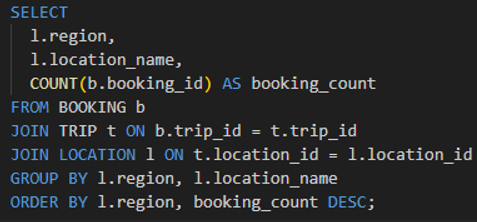 SELECT
  l.region,
  l.location_name,
  COUNT(b.booking_id) AS booking_count
FROM BOOKING b
JOIN TRIP t ON b.trip_id = t.trip_id
JOIN LOCATION l ON t.location_id = l.location_id
GROUP BY l.region, l.location_name
ORDER BY l.region, booking_count DESC;